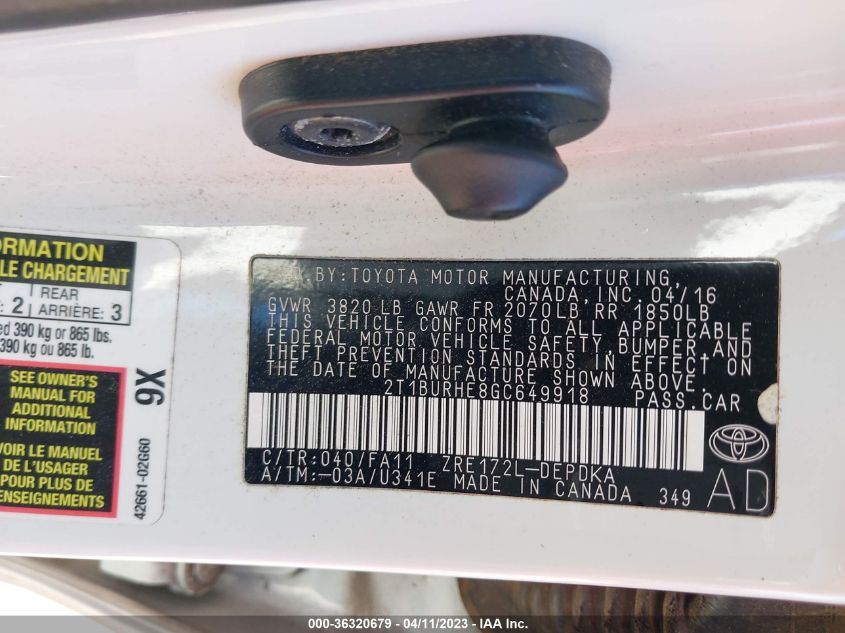 ORMATION
LE CHARGEMENT
REAR
: 2 ARRIÈRE: 3
ed 390 kg or 865 lbs.
390 kg ou 865 lb.
SEE OWNER'S
MANUAL FOR
ADDITIONAL
INFORMATION
VOIR LE MANUEL
DE L'USAGER
POUR PLUS DE
RENSEIGNEMENTS
9X
42661-02G60
BY:TOYOTA MOTOR MANUFACTURING,
CANADA, INC. 04/16
GVWR 3820 LB GAWR FR 2070LB RR 1850LB
THIS VEHICLE CONFORMS TO ALL APPLICABLE
FEDERAL MOTOR VEHICLE SAFETY, BUMPER, AND
THEFT PREVENTION STANDARDS IN EFFECT ON
THE DATE OF MANUFACTURE SHOWN ABOVE.
2T1BURHE8GC649918 PASS.CAR
C/TR:040/FA11 ZRE172L-DEPDKA
A/TM:-03A/U341E MADE IN CANADA 349
AD
000-36320679 - 04/11/2023 - IAA Inc.